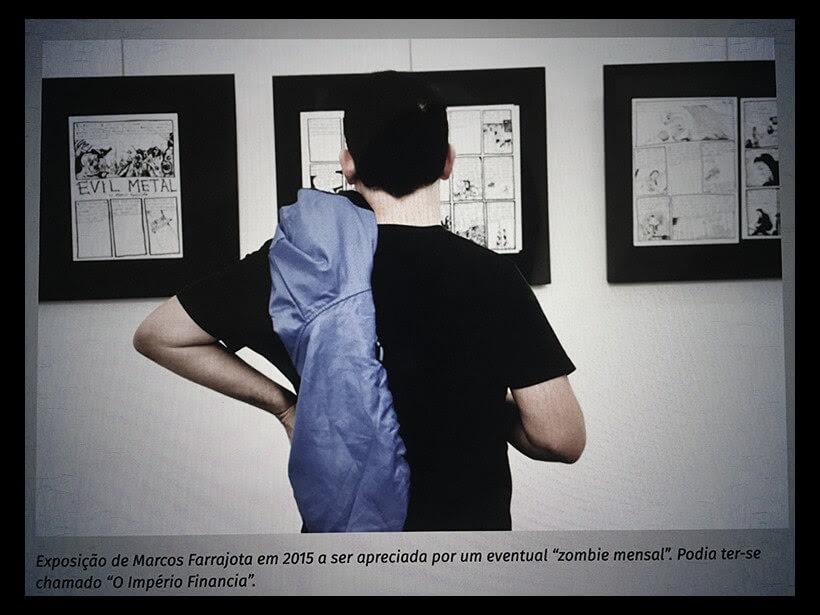 EVIL METAL
Exposição de Marcos Farrajota em 2015 a ser apreciada por um eventual “zombie mensal”. Podia ter-se
chamado “O Império Financia”.